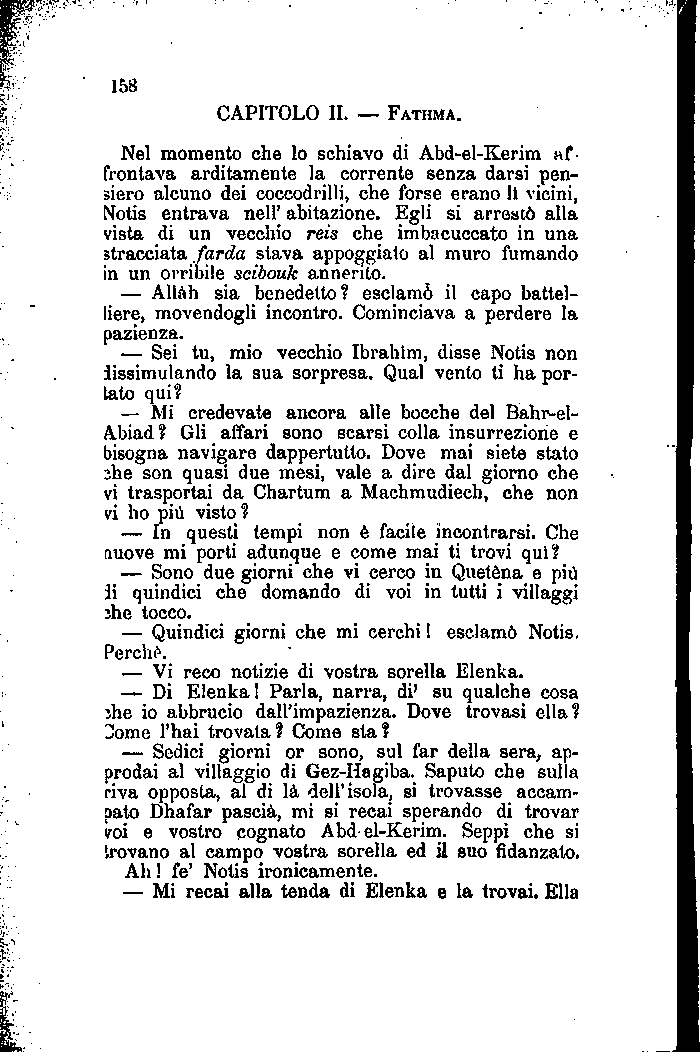 158
CAPITOLO II. — FATHMA.
Nel momento che lo schiavo di Abd-el-Kerim af-
frontava arditamente la corrente senza darsi pen-
siero alcuno dei coccodrilli, che forse erano lì vicini,
Notis entrava nell' abitazione. Egli si arrestò alla
vista di un vecchio reis che imbacuccato in una
stracciata farda stava appoggiato al muro fumando
in un orribile scibouk annerito.
— Allàh sia benedetto? esclamò il capo battel-
liere, movendogli incontro. Cominciava a perdere la
pazienza.
— Sei tu, mio vecchio Ibrahim, disse Notis non
dissimulando la sua sorpresa. Qual vento ti ha por-
tato qui?
— Mi credevate ancora alle bocche del Bahr-el-
Abiad? Gli affari sono scarsi colla insurrezione e
bisogna navigare dappertutto. Dove mai siete stato
che son quasi due mesi, vale a dire dal giorno che
vi trasportai da Chartum a Machmudiech, che non
vi ho più visto?
— In questi tempi non è facile incontrarsi. Che
nuove mi porti adunque e come mai ti trovi qui?
— Sono due giorni che vi cerco in Quetèna e più
di quindici che domando di voi in tutti i villaggi
che tocco.
— Quindici giorni che mi cerchi! esclamò Notis.
Perchè.
— Vi reco notizie di vostra sorella Elenka.
— Di Elenka! Parla, narra, di' su qualche cosa
che io abbrucio dall'impazienza. Dove trovasi ella?
Come l'hai trovata? Come sta?
— Sedici giorni or sono, sul far della sera, ap-
prodai al villaggio di Gez-Hagiba. Saputo che sulla
riva opposta, al di là dell'isola, si trovasse accam-
pato Dhafar pascià, mi si recai sperando di trovar
voi e vostro cognato Abd-el-Kerim. Seppi che si
trovano al campo vostra sorella ed il suo fidanzato.
Ah! fe' Notis ironicamente.
— Mi recai alla tenda di Elenka e la trovai. Ella